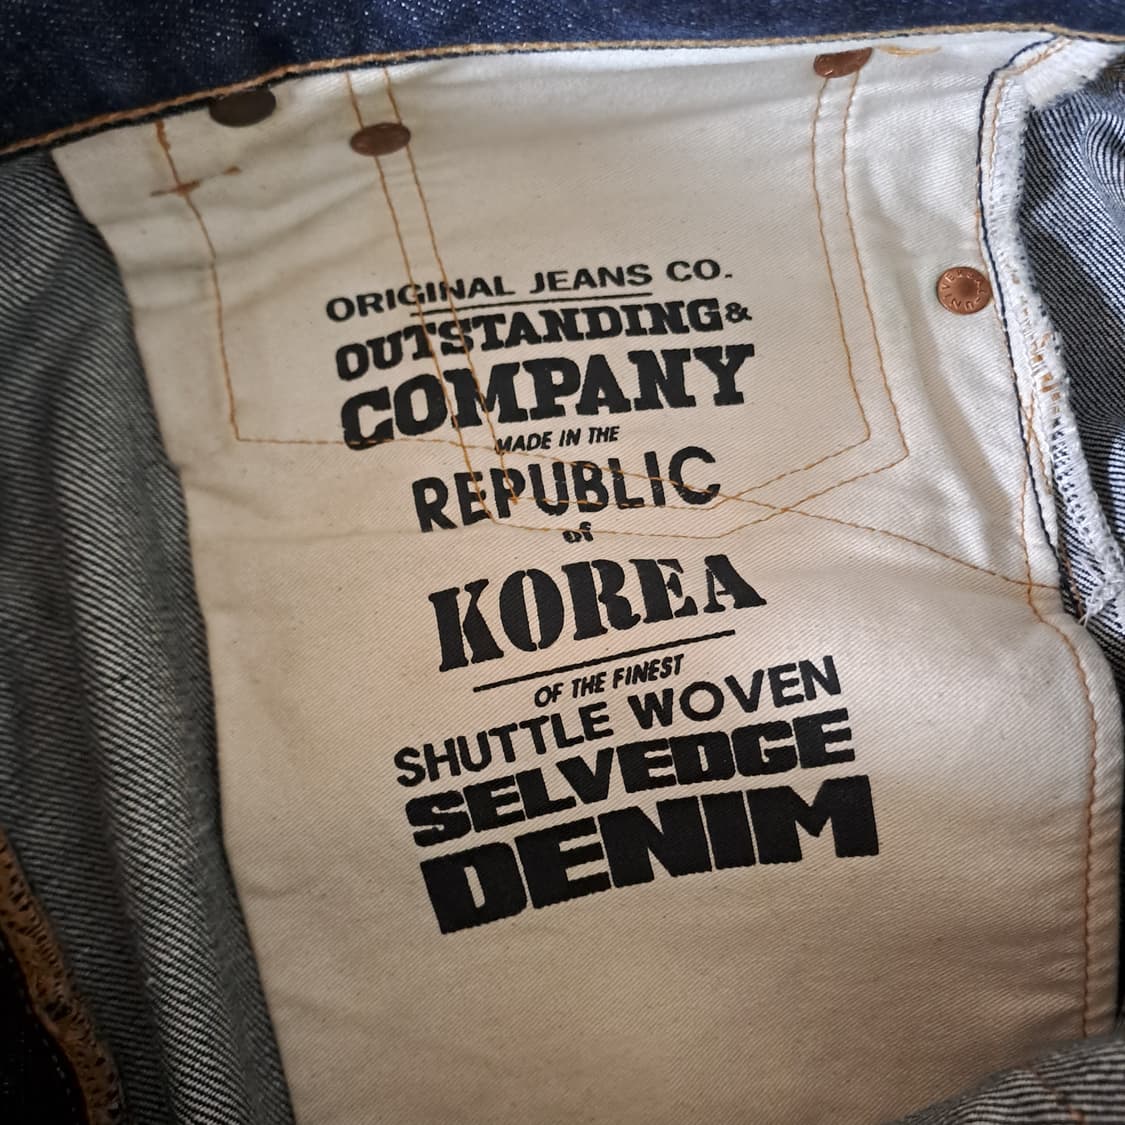 ORIGINAL JEANS CO.
OUTSTANDING&
COMPANY
MADE IN THE
REPUBLIC
of
KOREA
OF THE FINEST
SHUTTLE WOVEN
SELVEDGE
DENIM